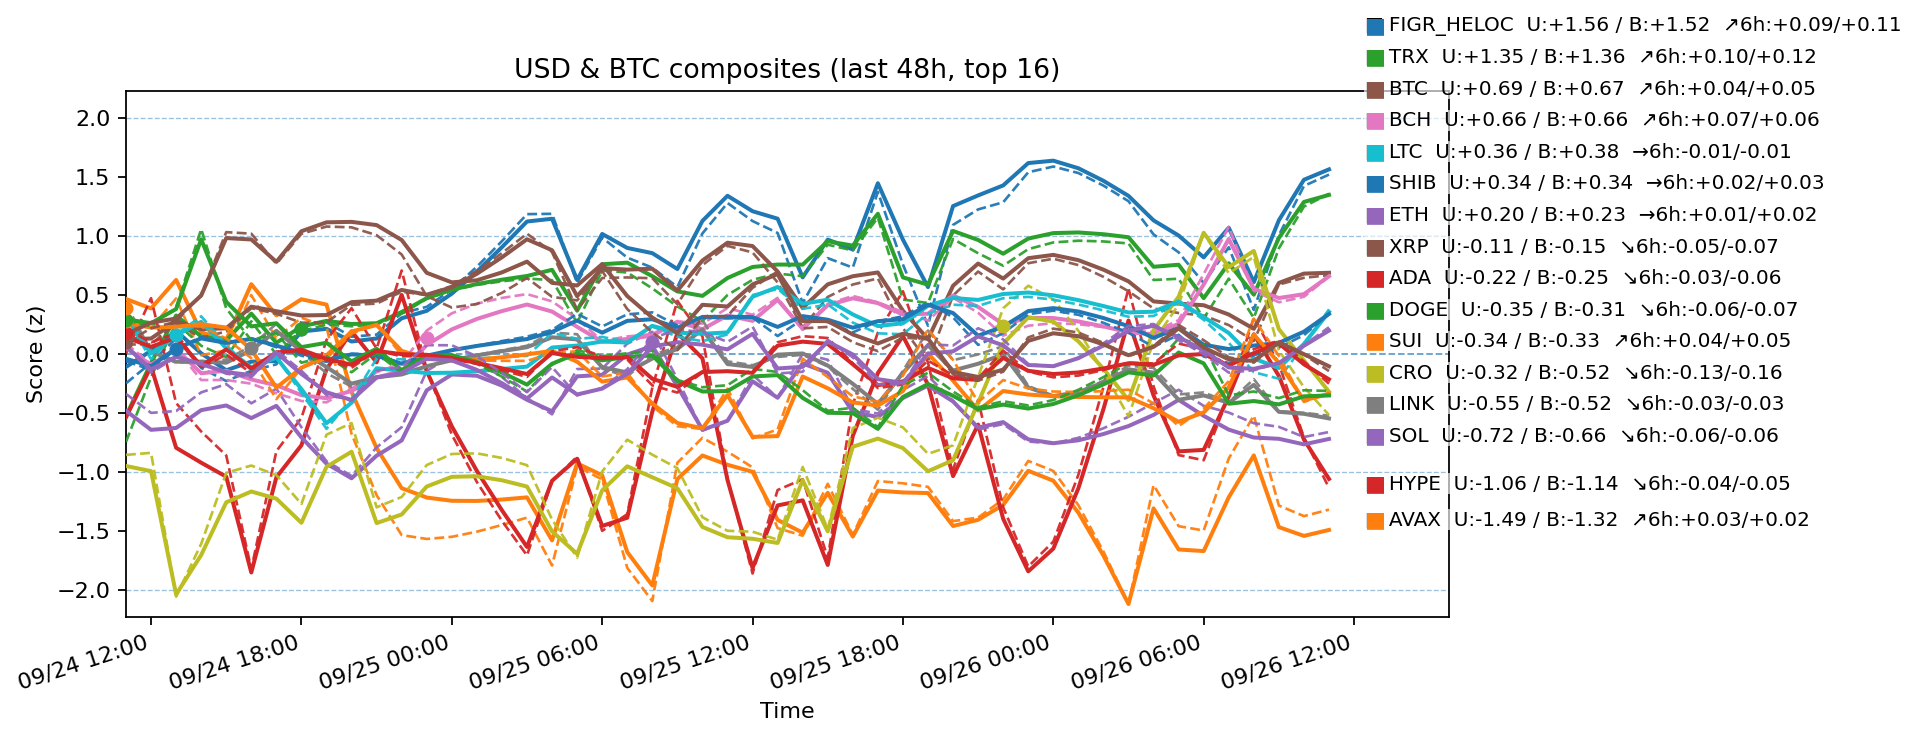 USD & BTC composites (last 48h, top 16)
FIGR_HELOC U:+1.56 / B:+1.52 ↗6h:+0.09/+0.11
TRX U:+1.35 / B:+1.36 ↗6h:+0.10/+0.12
BTC U:+0.69 / B:+0.67 ↗6h:+0.04/+0.05
BCH U:+0.66 / B:+0.66 ↗6h:+0.07/+0.06
LTC U:+0.36 / B:+0.38 →6h:-0.01/-0.01
SHIB U:+0.34 / B:+0.34 →6h:+0.02/+0.03
ETH U:+0.20 / B:+0.23 →6h:+0.01/+0.02
XRP U:-0.11 / B:-0.15 ↘6h:-0.05/-0.07
ADA U:-0.22 / B:-0.25 ↘6h:-0.03/-0.06
DOGE U:-0.35 / B:-0.31 ↘6h:-0.06/-0.07
SUI U:-0.34 / B:-0.33 ↗6h:+0.04/+0.05
CRO U:-0.32 / B:-0.52 ↘6h:-0.13/-0.16
LINK U:-0.55 / B:-0.52 ↘6h:-0.03/-0.03
SOL U:-0.72 / B:-0.66 ↘6h:-0.06/-0.06
HYPE U:-1.06 / B:-1.14 ↘6h:-0.04/-0.05
AVAX U:-1.49 / B:-1.32 ↗6h:+0.03/+0.02
Score (z)
2.0
1.5
1.0
0.5
0.0
−0.5
−1.0
−1.5
−2.0
09/24 12:00
09/24 18:00
09/25 00:00
09/25 06:00
09/25 12:00
09/25 18:00
09/26 00:00
09/26 06:00
09/26 12:00
Time